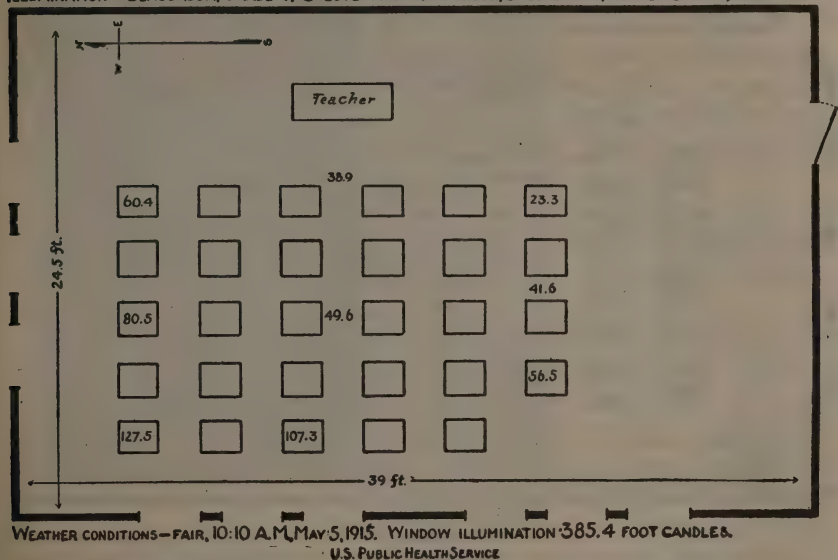 N E S W
Teacher
38.9
60.4 23.3
24.5 ft.
41.6
80.5 49.6
56.5
127.5 107.3
39 ft.
WEATHER CONDITIONS—FAIR, 10:10 A.M., MAY 5, 1915. WINDOW ILLUMINATION 385.4 FOOT CANDLES.
U.S. PUBLIC HEALTH SERVICE